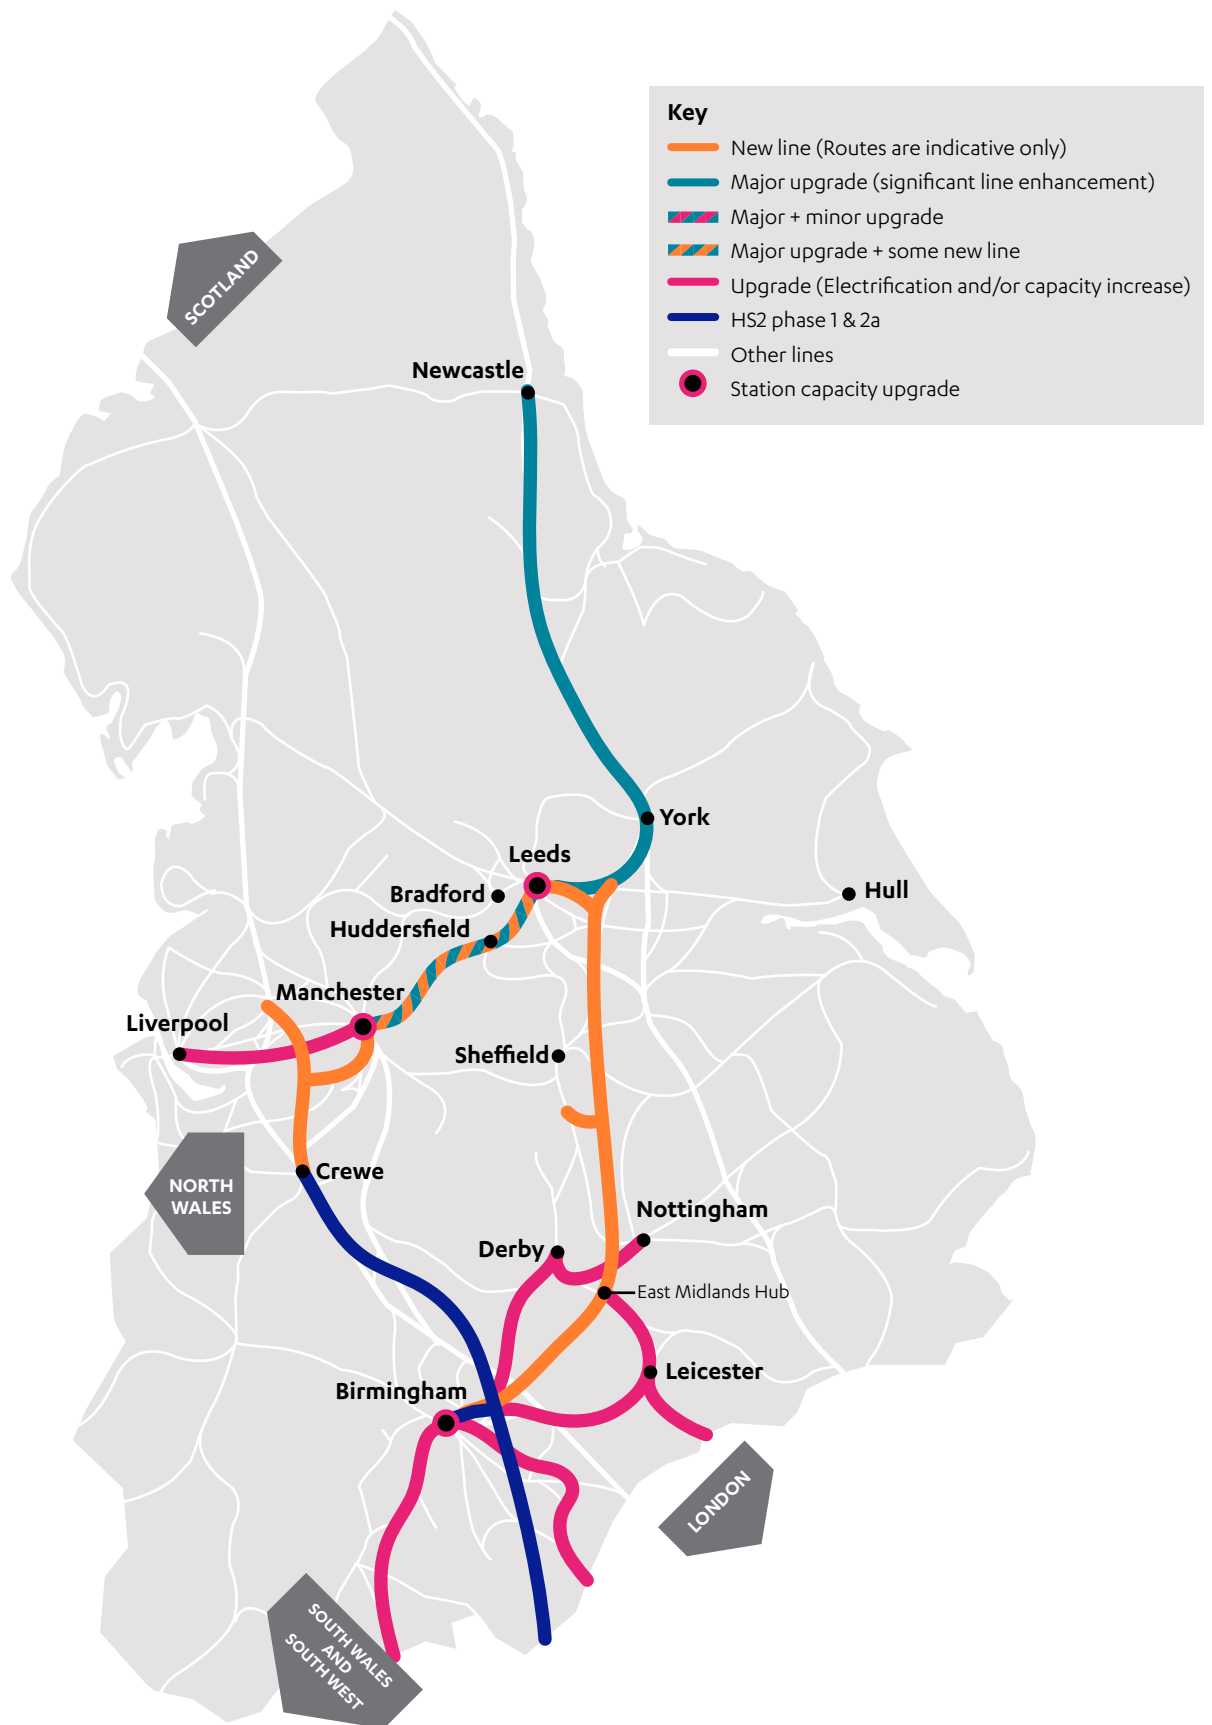 Key
New line (Routes are indicative only)
Major upgrade (significant line enhancement)
Major + minor upgrade
Major upgrade + some new line
Upgrade (Electrification and/or capacity increase)
HS2 phase 1 & 2a
Other lines
Station capacity upgrade
SCOTLAND
Newcastle
York
Leeds
Bradford
Hull
Huddersfield
Manchester
Liverpool
Sheffield
Crewe
NORTH
WALES
Nottingham
Derby
East Midlands Hub
Leicester
Birmingham
LONDON
SOUTH WALES
AND
SOUTH WEST